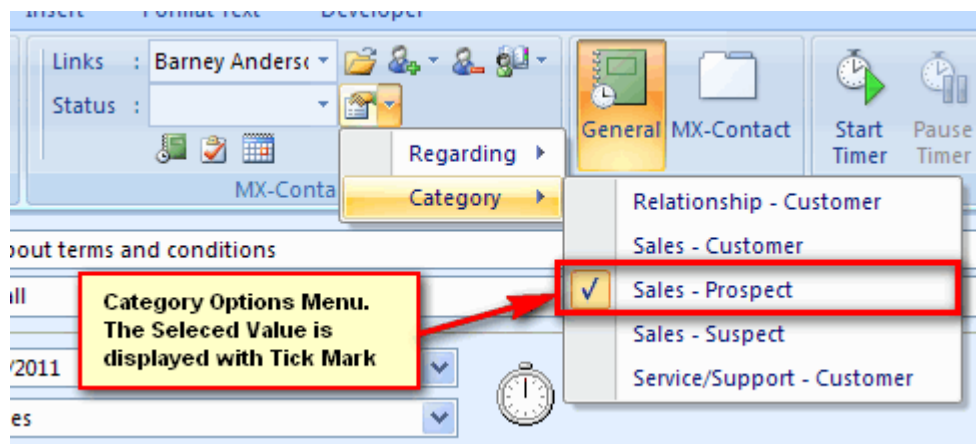 Insert Format Text Developer
Links : Barney Anders
Status :
General MX-Contact Start Timer Pause Timer
Regarding
MX-Conta
Category
Relationship - Customer
Sales - Customer
Sales - Prospect
Sales - Suspect
Service/Support - Customer
bout terms and conditions
all
Category Options Menu.
The Seleced Value is
displayed with Tick Mark
/2011
es